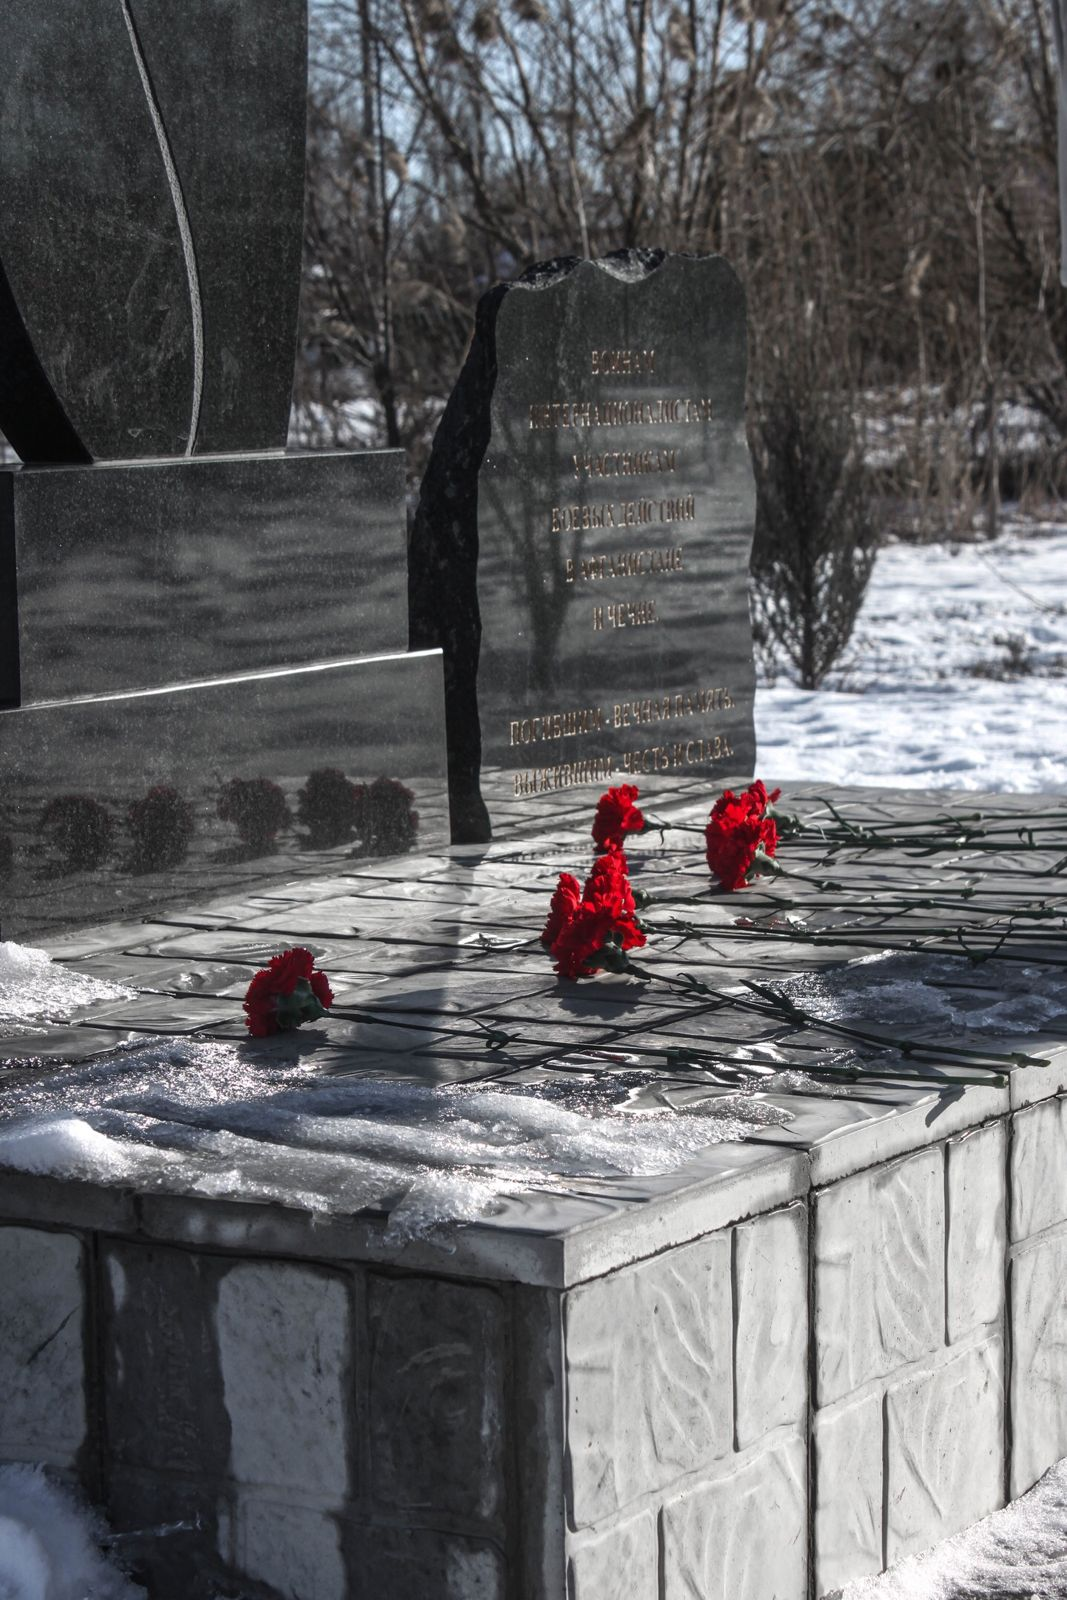 ВОИНАМ
ИНТЕРНАЦИОНАЛИСТАМ
УЧАСТНИКАМ
БОЕВЫХ ДЕЙСТВИЙ
В АФГАНИСТАНЕ
И ЧЕЧНЕ.
ПОГИБШИМ - ВЕЧНАЯ ПАМЯТЬ,
ВЫЖИВШИМ - ЧЕСТЬ И СЛАВА.